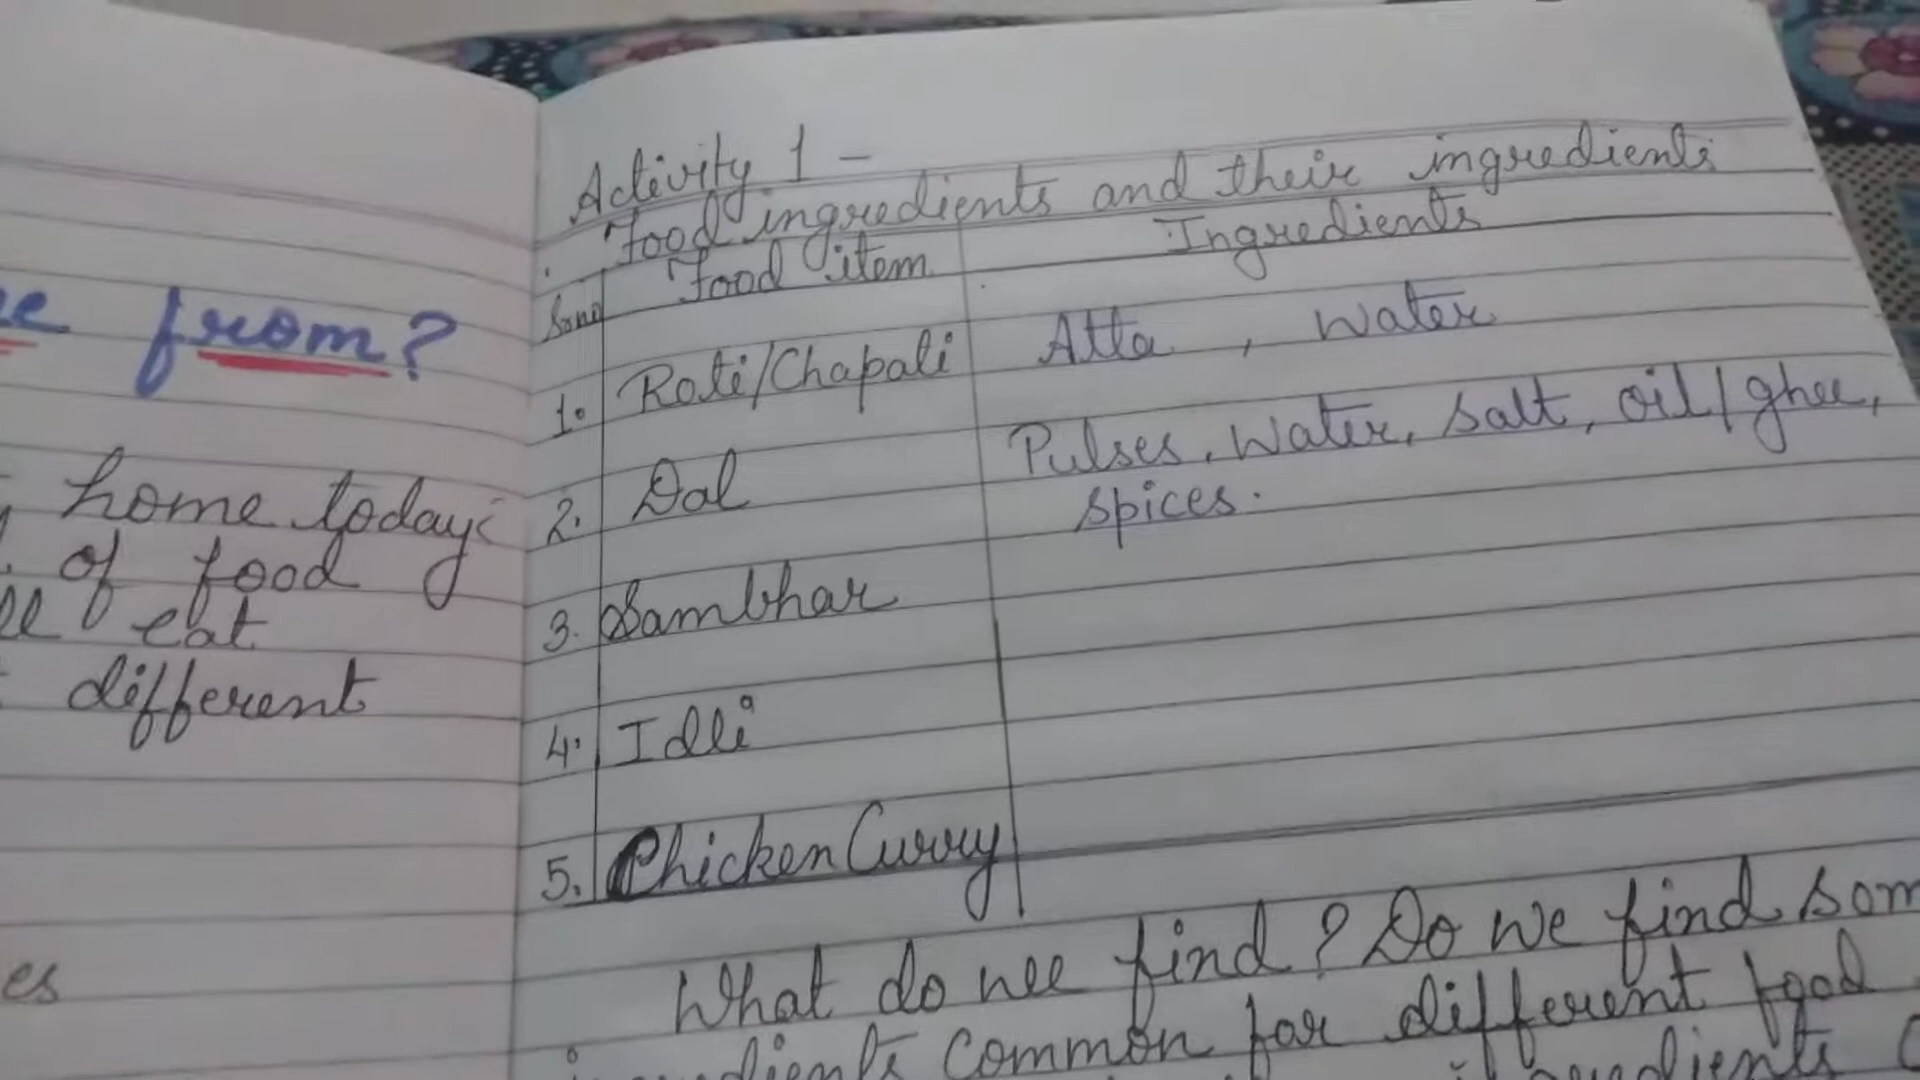 from?
home today
of food
eat
different
es
Activity 1 -
Food ingredients and their ingredients
S.no Food item Ingredients
1. Roti/Chapati Atta, Water
2. Dal Pulses, Water, salt, oil/ghee,
spices.
3. Sambhar
4. Idli
5. Chicken Curry
What do we find? Do we find som
common for different food